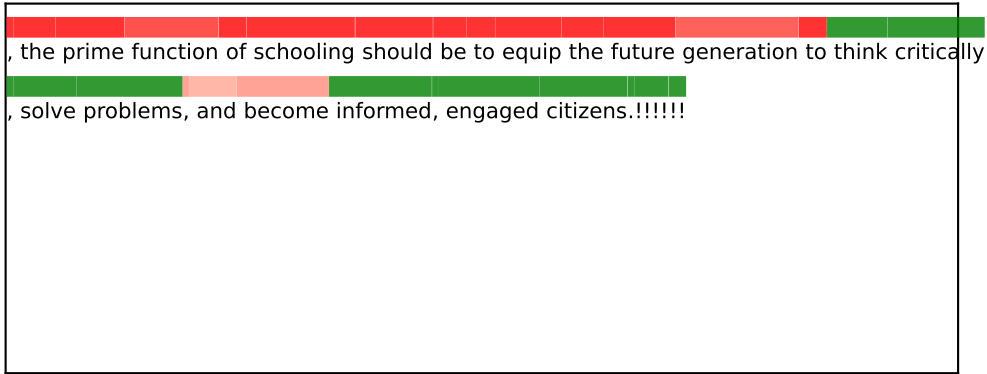 , the prime function of schooling should be to equip the future generation to think critically
, solve problems, and become informed, engaged citizens.!!!!!!